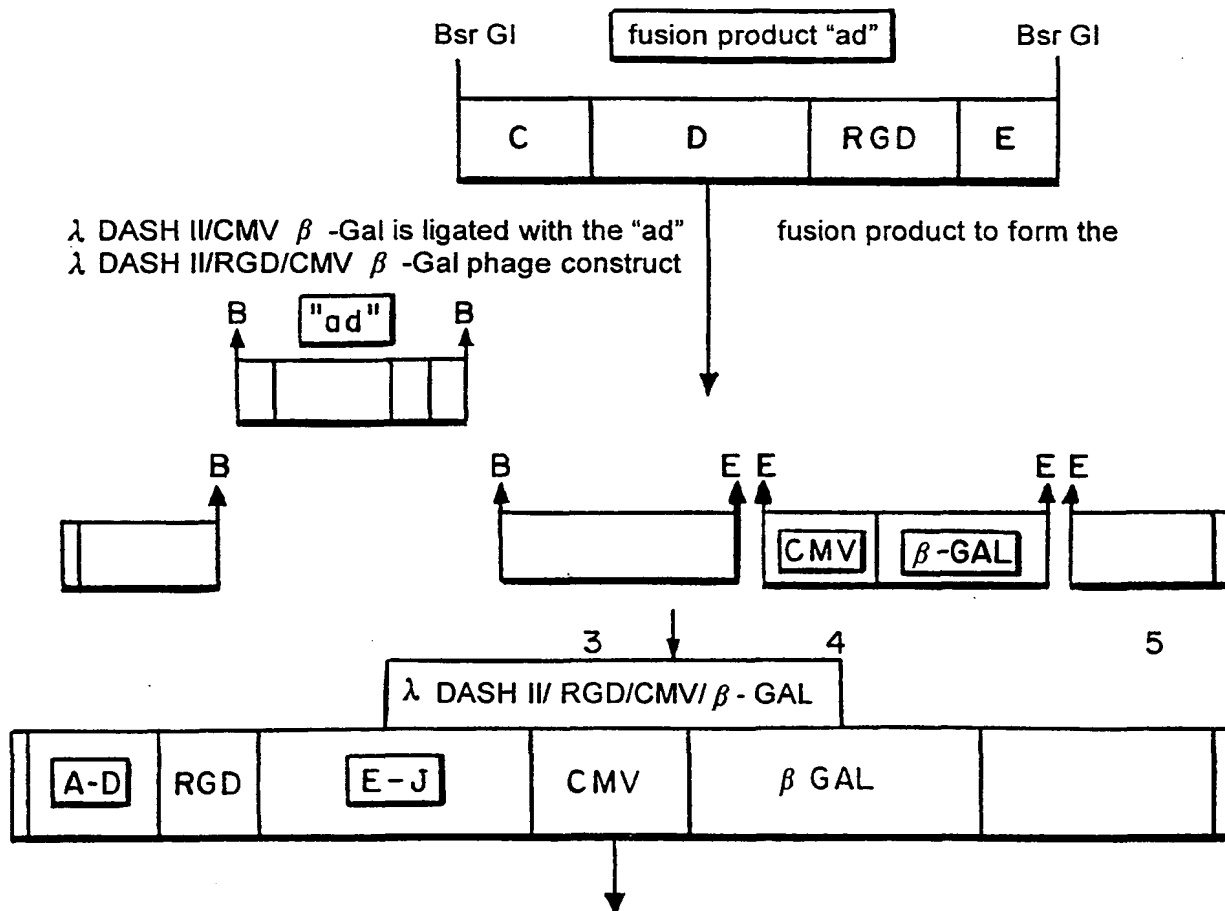 Bsr GI fusion product "ad" Bsr GI
C D RGD E
λ DASH II/CMV β -Gal is ligated with the "ad" fusion product to form the
λ DASH II/RGD/CMV β -Gal phage construct
B "ad" B
B B E E E E
CMV β-GAL
3 4 5
λ DASH II/ RGD/CMV/ β - GAL
A-D RGD E-J CMV β GAL